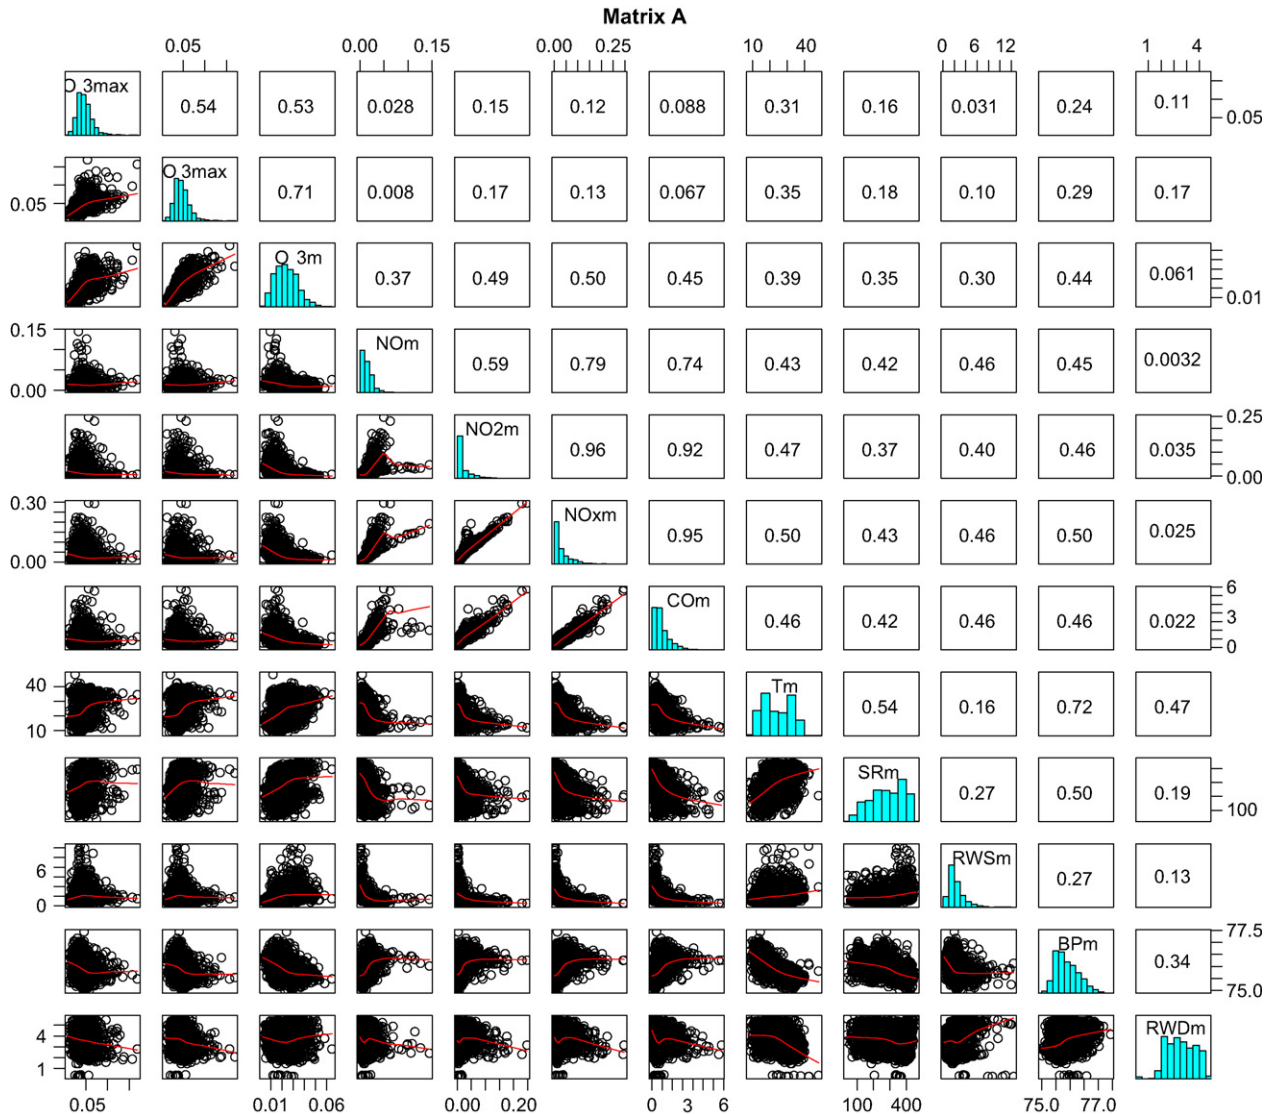 Matrix A
0.05 0.00 0.15 0.00 0.25 10 40 0 6 12 1 4
O 3max 0.54 0.53 0.028 0.15 0.12 0.088 0.31 0.16 0.031 0.24 0.11 0.05
0.05 O 3max 0.71 0.008 0.17 0.13 0.067 0.35 0.18 0.10 0.29 0.17
O 3m 0.37 0.49 0.50 0.45 0.39 0.35 0.30 0.44 0.061 0.01
0.15 0.00 NOm 0.59 0.79 0.74 0.43 0.42 0.46 0.45 0.0032
NO2m 0.96 0.92 0.47 0.37 0.40 0.46 0.035 0.25 0.00
0.30 0.00 NOxm 0.95 0.50 0.43 0.46 0.50 0.025
COm 0.46 0.42 0.46 0.46 0.022 6 3 0
40 10 Tm 0.54 0.16 0.72 0.47
SRm 0.27 0.50 0.19 100
6 0 RWSm 0.27 0.13
BPm 0.34 77.5 75.0
4 1 RWDm
0.05 0.01 0.06 0.00 0.20 0 3 6 100 400 75.0 77.0